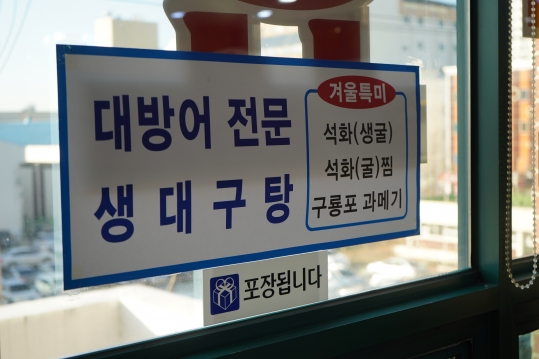 대방어 전문
생 대 구 탕
겨울특미
석화(생굴)
석화(굴)찜
구룡포 과메기
포장됩니다